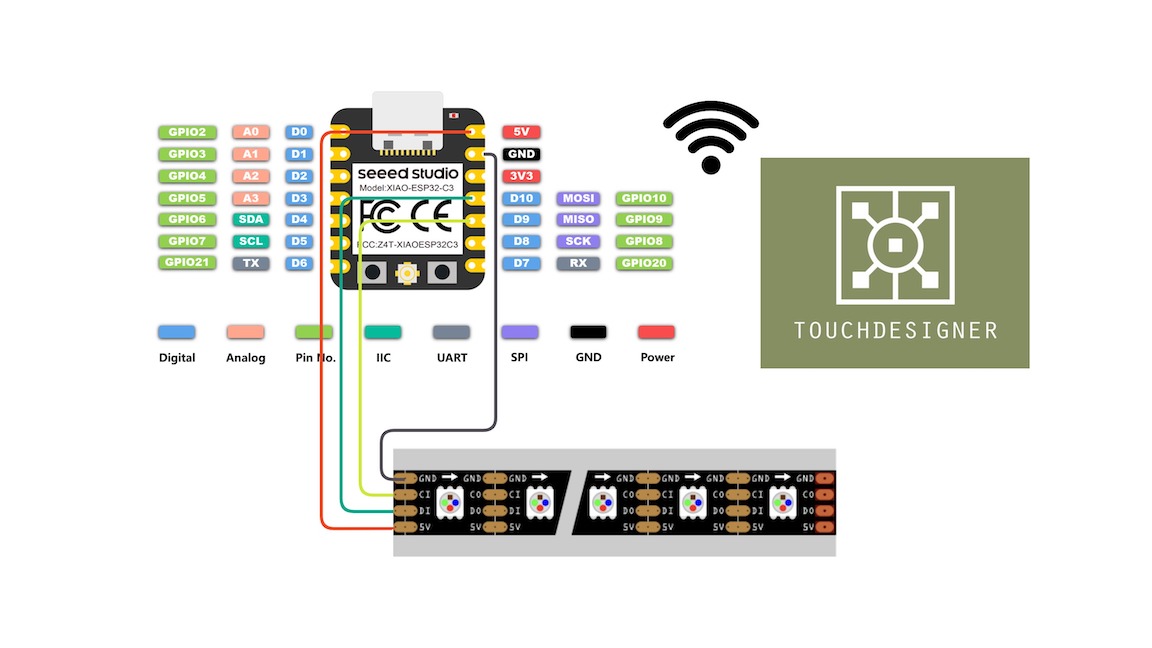 GPIO2 A0 D0 5V
GPIO3 A1 D1 GND
GPIO4 A2 D2 3V3
GPIO5 A3 D3 D10 MOSI GPIO10
GPIO6 SDA D4 D9 MISO GPIO9
GPIO7 SCL D5 D8 SCK GPIO8
GPIO21 TX D6 D7 RX GPIO20
seeed studio
Model:XIAO-ESP32-C3
FC CE
FCC:Z4T-XIAOESP32C3
Digital Analog Pin No. IIC UART SPI GND Power
TOUCHDESIGNER
GND GND GND GND GND GND GND GND
CI CO CI CO CI CO CI CO
DI DO DI DO DI DO DI DO
5V 5V 5V 5V 5V 5V 5V 5V